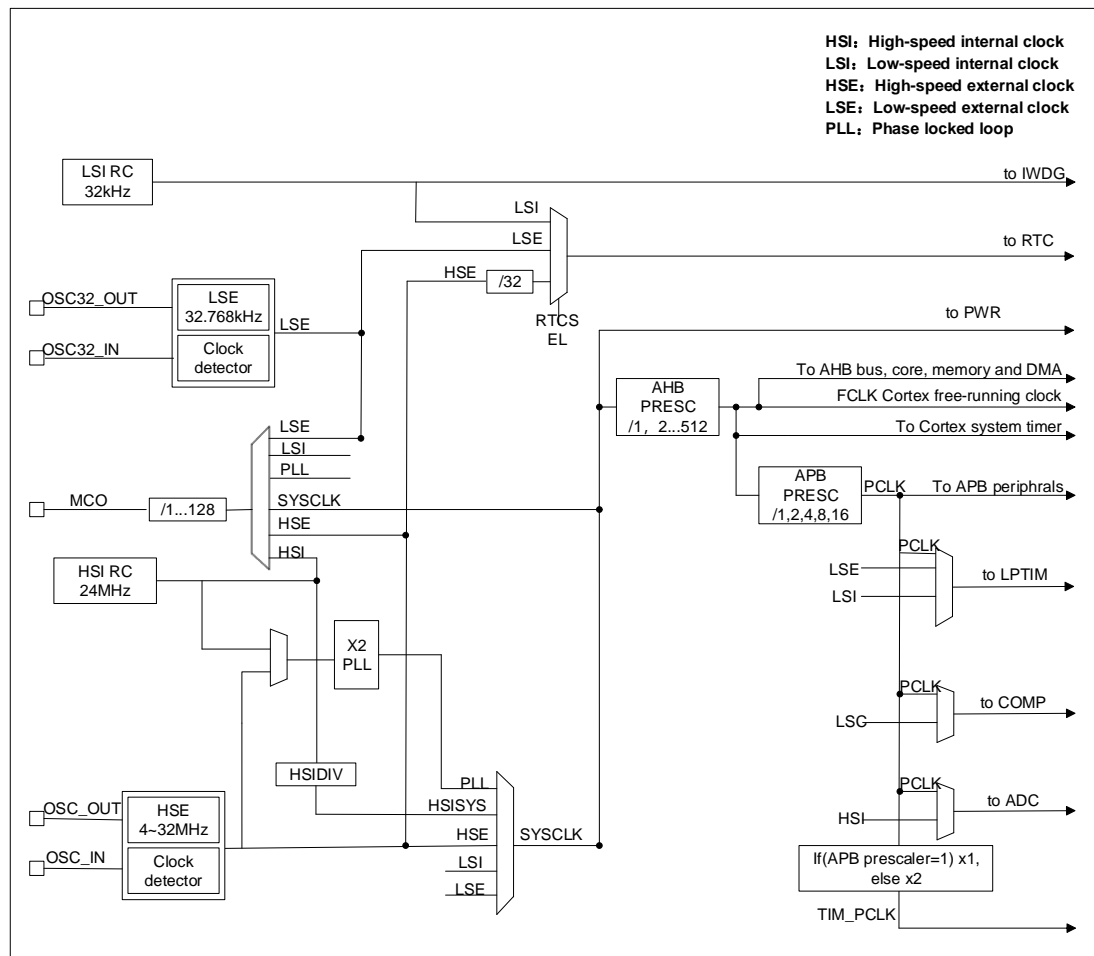 HSI：High-speed internal clock
LSI：Low-speed internal clock
HSE：High-speed external clock
LSE：Low-speed external clock
PLL：Phase locked loop
LSI RC
32kHz
to IWDG
LSI
LSE
to RTC
HSE
/32
RTCS
EL
OSC32_OUT
LSE
32.768kHz
LSE
OSC32_IN
Clock
detector
to PWR
AHB
PRESC
/1，2...512
To AHB bus, core, memory and DMA
FCLK Cortex free-running clock
To Cortex system timer
LSE
LSI
PLL
MCO
/1...128
SYSCLK
HSE
HSI
APB
PRESC
/1,2,4,8,16
PCLK
To APB periphrals
HSI RC
24MHz
PCLK
LSE
LSI
to LPTIM
X2
PLL
PCLK
LSC
to COMP
HSIDIV
PLL
HSISYS
HSE
SYSCLK
LSI
LSE
PCLK
HSI
to ADC
OSC_OUT
HSE
4~32MHz
OSC_IN
Clock
detector
If(APB prescaler=1) x1,
else x2
TIM_PCLK